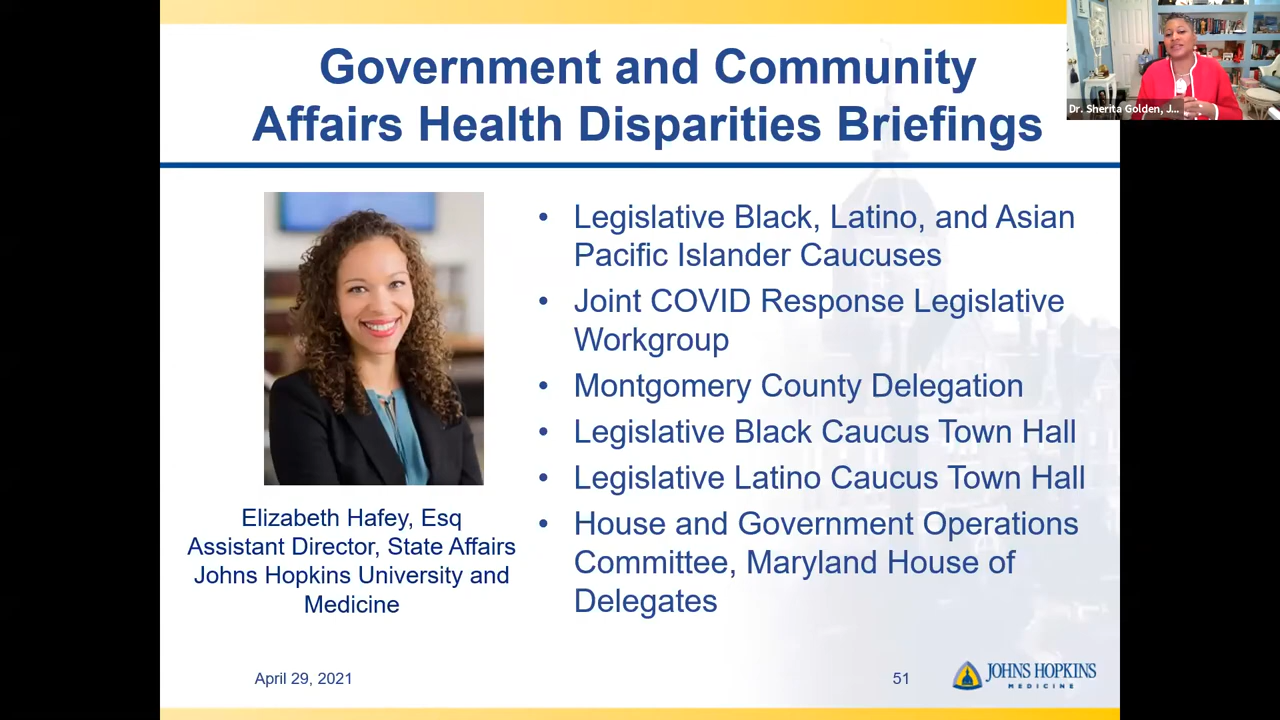 Government and Community
Affairs Health Disparities Briefings
Dr. Sherita Golden, J...
• Legislative Black, Latino, and Asian
Pacific Islander Caucuses
• Joint COVID Response Legislative
Workgroup
• Montgomery County Delegation
• Legislative Black Caucus Town Hall
• Legislative Latino Caucus Town Hall
• House and Government Operations
Committee, Maryland House of
Delegates
Elizabeth Hafey, Esq
Assistant Director, State Affairs
Johns Hopkins University and
Medicine
April 29, 2021
51
JOHNS HOPKINS
MEDICINE